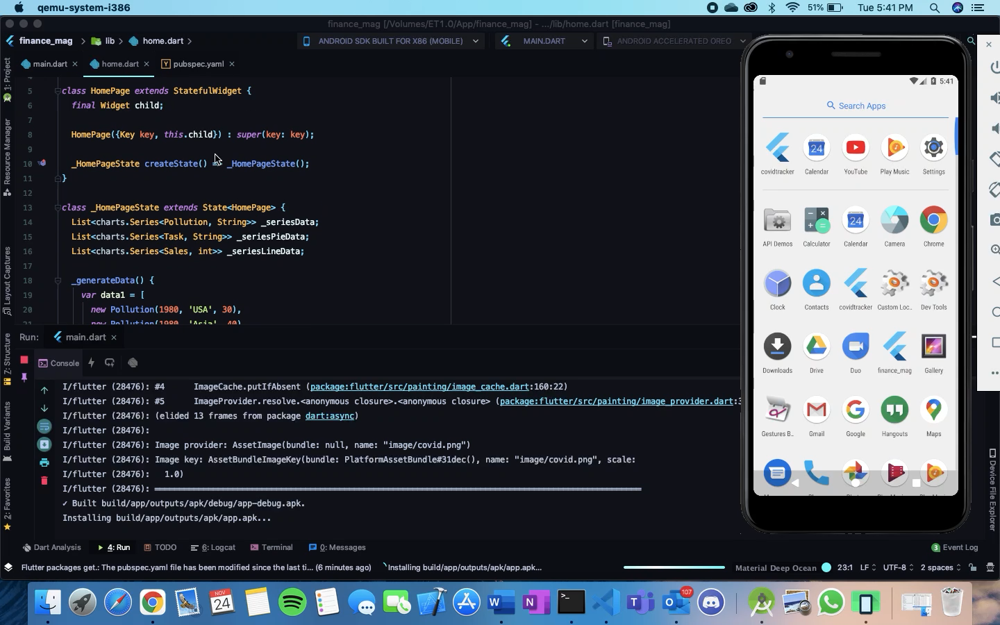 qemu-system-i386
51%
Tue 5:41 PM
finance_mag [/Volumes/ET1.0/App/finance_mag] - .../lib/home.dart [finance_mag]
finance_mag
lib
home.dart
ANDROID SDK BUILT FOR X86 (MOBILE)
MAIN.DART
ANDROID ACCELERATED OREO
main.dart
home.dart
pubspec.yaml
1: Project
Resource Manager
Layout Captures
Z: Structure
Build Variants
2: Favorites
5 class HomePage extends StatefulWidget {
6 final Widget child;
7
8 HomePage({Key key, this.child}) : super(key: key);
9
10 _HomePageState createState() = _HomePageState();
11 }
12
13 class _HomePageState extends State<HomePage> {
14 List<charts.Series<Pollution, String>> _seriesData;
15 List<charts.Series<Task, String>> _seriesPieData;
16 List<charts.Series<Sales, int>> _seriesLineData;
17
18 _generateData() {
19 var data1 = [
20 new Pollution(1980, 'USA', 30),
21 new Pollution(1980, 'Asia', 40)
Run:
main.dart
Console
I/flutter (28476): #4 ImageCache.putIfAbsent (package:flutter/src/painting/image_cache.dart:160:22)
I/flutter (28476): #5 ImageProvider.resolve.<anonymous closure>.<anonymous closure> (package:flutter/src/painting/image_provider.dart:3
I/flutter (28476): (elided 13 frames from package dart:async)
I/flutter (28476):
I/flutter (28476): Image provider: AssetImage(bundle: null, name: "image/covid.png")
I/flutter (28476): Image key: AssetBundleImageKey(bundle: PlatformAssetBundle#31dec(), name: "image/covid.png", scale:
I/flutter (28476): 1.0)
I/flutter (28476):
✓ Built build/app/outputs/apk/debug/app-debug.apk.
Installing build/app/outputs/apk/app.apk...
Dart Analysis
4: Run
TODO
6: Logcat
Terminal
0: Messages
3 Event Log
Flutter packages get.: The pubspec.yaml file has been modified since the last ti... (6 minutes ago)
Installing build/app/outputs/apk/app.apk...
Material Deep Ocean
23:1
LF
UTF-8
2 spaces
Device File Explorer
5:41
Search Apps
24
covidtracker
Calendar
YouTube
Play Music
Settings
24
API Demos
Calculator
Calendar
Camera
Chrome
Clock
Contacts
covidtracker
Custom Loc..
Dev Tools
Downloads
Drive
Duo
finance_mag
Gallery
Gestures B..
Gmail
Google
Hangouts
Maps
NOV
24
107